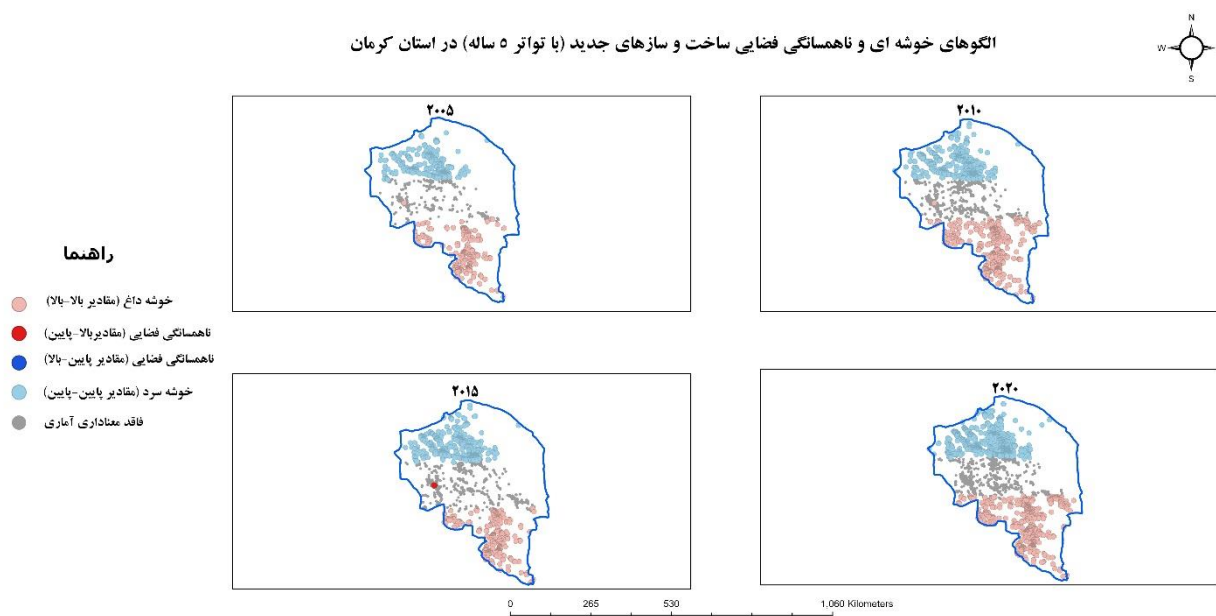 الگوهای خوشه ای و ناهمسانگی فضایی ساخت و سازهای جدید (با تواتر ۵ ساله) در استان کرمان
N
W
S
۲۰۰۵
۲۰۱۰
راهنما
خوشه داغ (مقادیر بالا-بالا)
ناهمسانگی فضایی (مقادیربالا-پایین)
ناهمسانگی فضایی (مقادیر پایین-بالا)
خوشه سرد (مقادیر پایین-پایین)
فاقد معناداری آماری
۲۰۱۵
۲۰۲۰
0 265 530 1,060 Kilometers